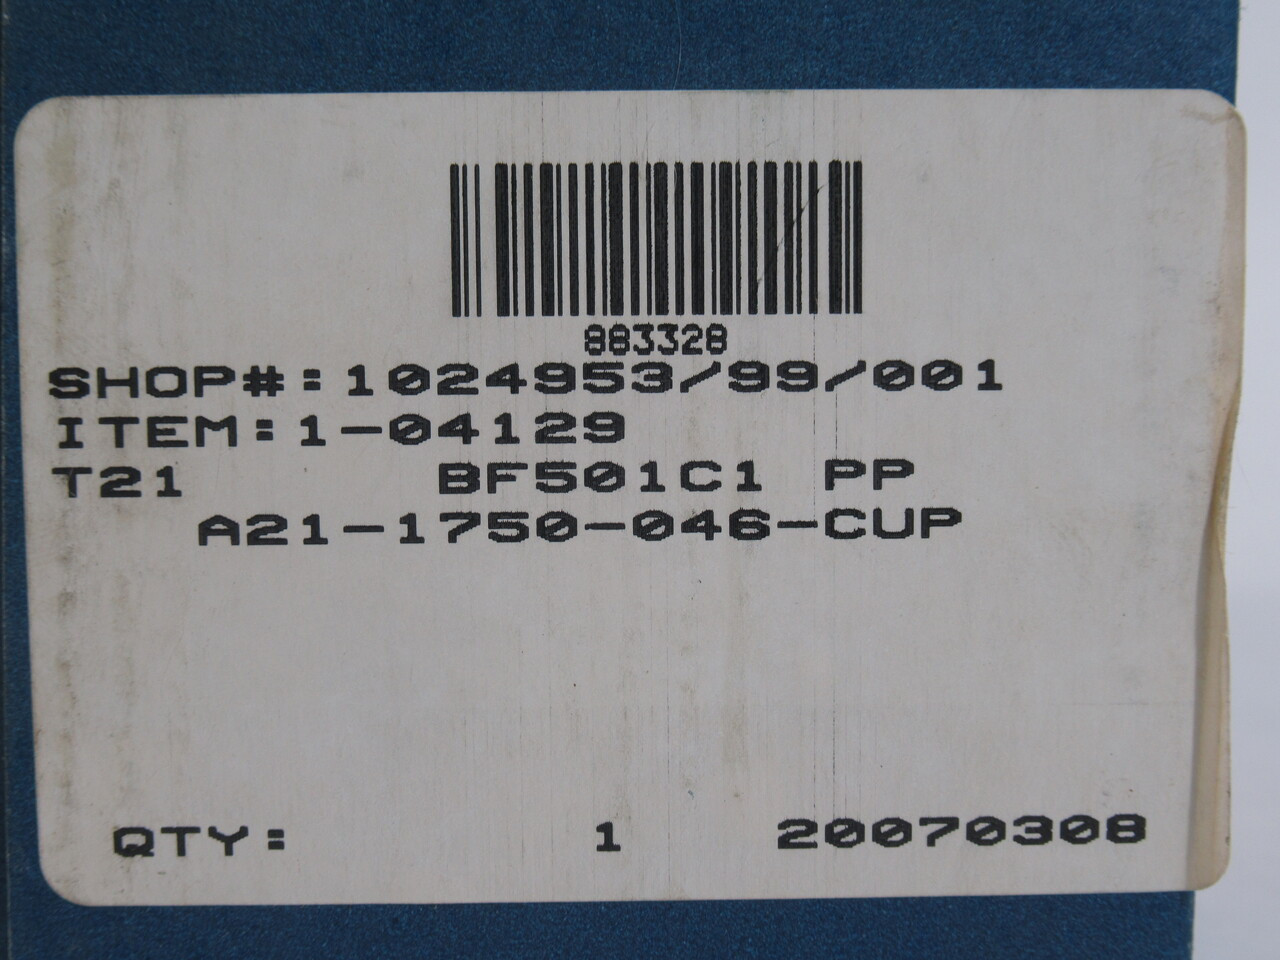 883328
SHOP#:1024953/99/001
ITEM:1-04129
T21 BF501C1 PP
A21-1750-046-CUP
QTY: 1 20070308